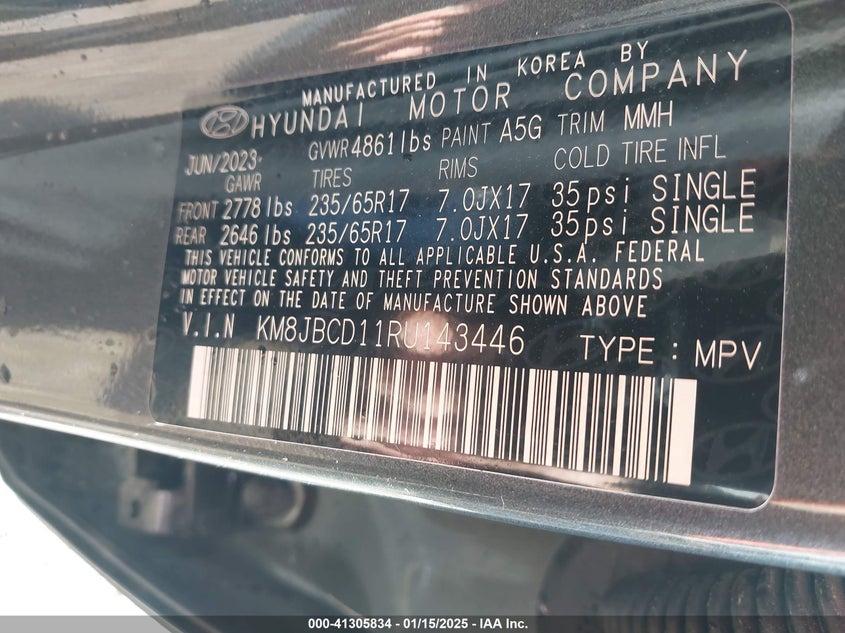 MANUFACTURED IN KOREA BY
HYUNDAI MOTOR COMPANY
JUN/2023 GVWR 4861lbs PAINT A5G TRIM MMH
GAWR TIRES RIMS COLD TIRE INFL
FRONT 2778 lbs 235/65R17 7.0JX17 35psi SINGLE
REAR 2646 lbs 235/65R17 7.0JX17 35psi SINGLE
THIS VEHICLE CONFORMS TO ALL APPLICABLE U.S.A. FEDERAL
MOTOR VEHICLE SAFETY AND THEFT PREVENTION STANDARDS
IN EFFECT ON THE DATE OF MANUFACTURE SHOWN ABOVE
V.I.N KM8JBCD11RU143446 TYPE : MPV
000-41305834 - 01/15/2025 - IAA Inc.